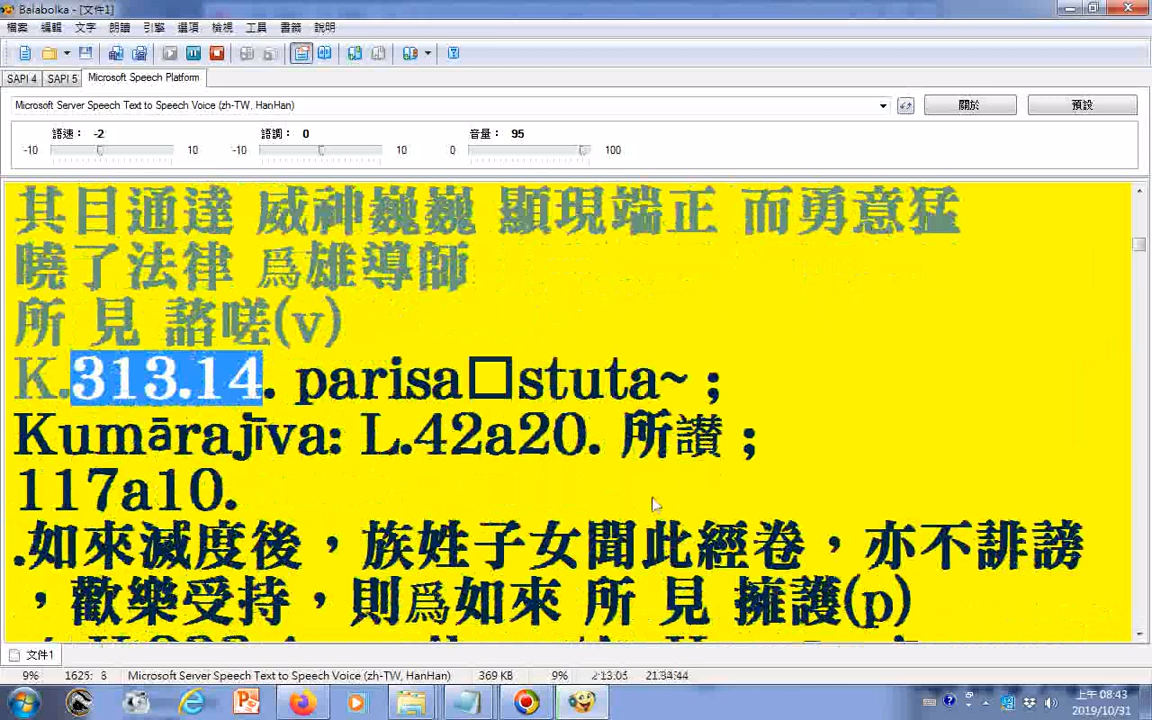 Balabolka - [文件1]
檔案 編輯 文字 朗讀 引擎 選項 檢視 工具 書籤 說明
SAPI 4 SAPI 5 Microsoft Speech Platform
Microsoft Server Speech Text to Speech Voice (zh-TW, HanHan) 關於 預設
語速： -2 語調： 0 音量： 95
-10 10 -10 10 0 100
其目通達 威神巍巍 顯現端正 而勇意猛
曉了法律 爲雄導師
所 見 諮嗟(v)
K.313.14. parisa□stuta~ ;
Kumārajīva: L.42a20. 所讃 ;
117a10.
.如來滅度後，族姓子女聞此經卷，亦不誹謗
，歡樂受持，則爲如來 所 見 擁護(p)
文件1
9% 1625: 8 Microsoft Server Speech Text to Speech Voice (zh-TW, HanHan) 369 KB 9% 2:13:05 21:34:44
上午 08:43
2019/10/31